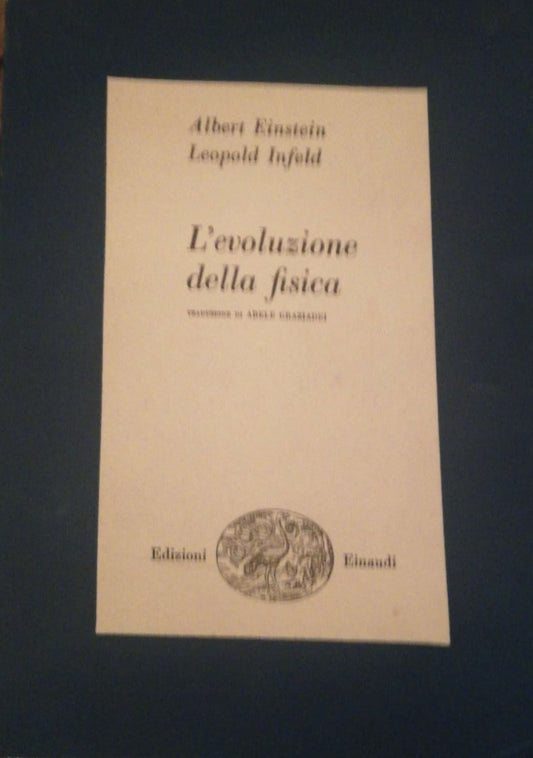 Albert Einstein
Leopold Infeld
L'evoluzione
della fisica
TRADUZIONE DI ADELE GRAZIADEI
Edizioni Einaudi